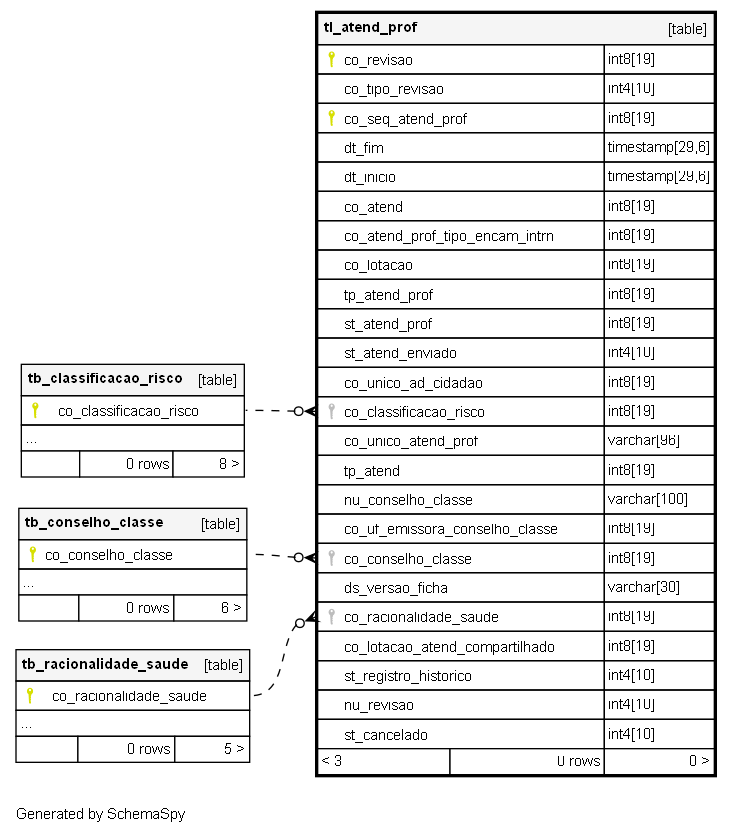 tl_atend_prof [table]
co_revisao int8[19]
co_tipo_revisao int4[10]
co_seq_atend_prof int8[19]
dt_fim timestamp[29,6]
dt_inicio timestamp[29,6]
co_atend int8[19]
co_atend_prof_tipo_encam_intrn int8[19]
co_lotacao int8[19]
tp_atend_prof int8[19]
st_atend_prof int8[19]
st_atend_enviado int4[10]
co_unico_ad_cidadao int8[19]
co_classificacao_risco int8[19]
co_unico_atend_prof varchar[96]
tp_atend int8[19]
nu_conselho_classe varchar[100]
co_uf_emissora_conselho_classe int8[19]
co_conselho_classe int8[19]
ds_versao_ficha varchar[30]
co_racionalidade_saude int8[19]
co_lotacao_atend_compartilhado int8[19]
st_registro_historico int4[10]
nu_revisao int4[10]
st_cancelado int4[10]
< 3 0 rows 0 >
tb_classificacao_risco [table]
co_classificacao_risco
...
0 rows 8 >
tb_conselho_classe [table]
co_conselho_classe
...
0 rows 6 >
tb_racionalidade_saude [table]
co_racionalidade_saude
...
0 rows 5 >
Generated by SchemaSpy